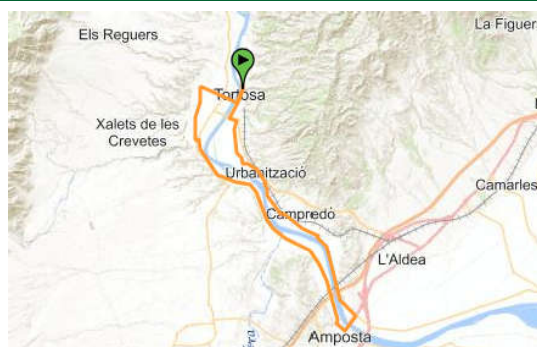 La Figuer
Els Reguers
Tortosa
Xalets de les
Crevetes
Urbanització
Camarles
Campredó
L'Aldea
Amposta